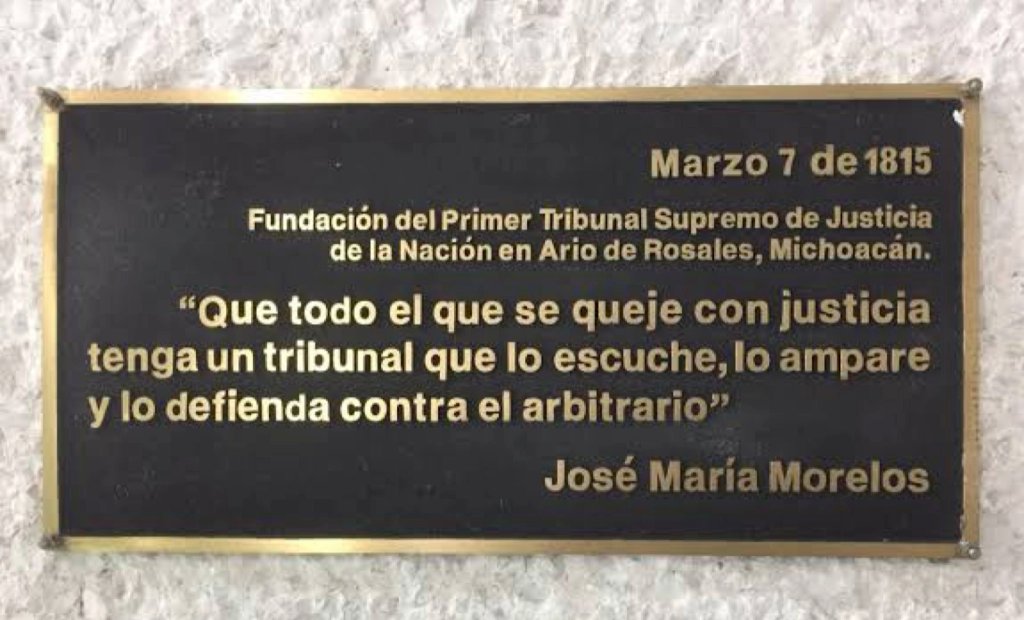 Marzo 7 de 1815
Fundación del Primer Tribunal Supremo de Justicia
de la Nación en Ario de Rosales, Michoacán.
“Que todo el que se queje con justicia
tenga un tribunal que lo escuche, lo ampare
y lo defienda contra el arbitrario”
José María Morelos